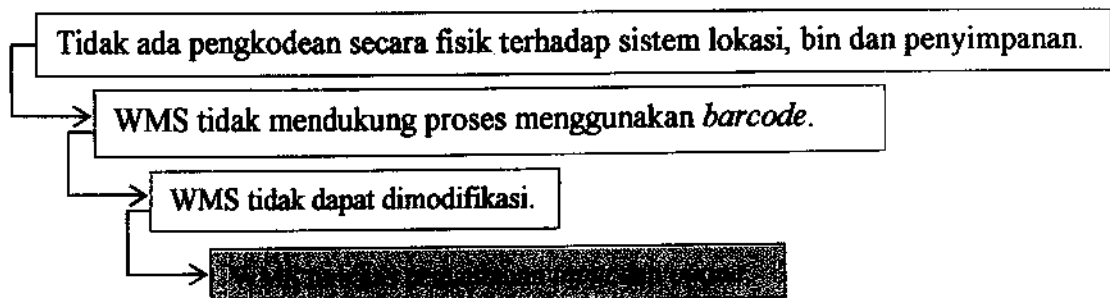 Tidak ada pengkodean secara fisik terhadap sistem lokasi, bin dan penyimpanan.
WMS tidak mendukung proses menggunakan barcode.
WMS tidak dapat dimodifikasi.